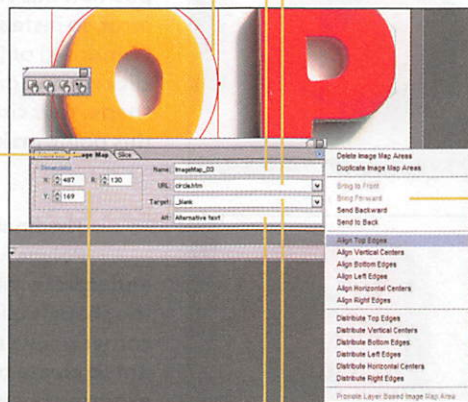 O P
Image Map
Slice
Dimensions
Name: ImageMap_03
X: 487 R: 130
URL: circle.htm
Y: 169
Target: _blank
Alt: Alternative text
Delete Image Map Areas
Duplicate Image Map Areas
Bring to Front
Bring Forward
Send Backward
Send to Back
Align Top Edges
Align Vertical Centers
Align Bottom Edges
Align Left Edges
Align Horizontal Centers
Align Right Edges
Distribute Top Edges
Distribute Vertical Centers
Distribute Bottom Edges
Distribute Left Edges
Distribute Horizontal Centers
Distribute Right Edges
Promote Layer Based Image Map Area